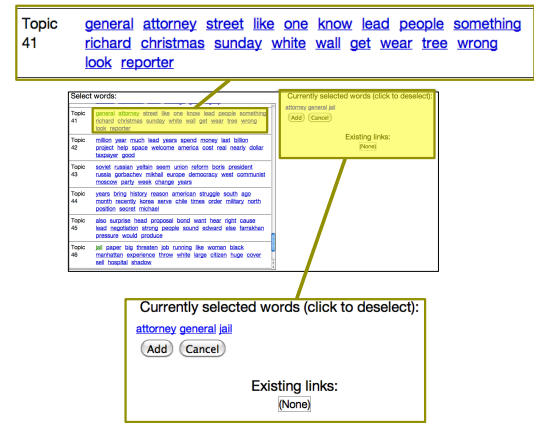 Topic general attorney street like one know lead people something
41 richard christmas sunday white wall get wear tree wrong
look reporter
Select words:
Topic general attorney street like one know lead people something
41 richard christmas sunday white wall get wear tree wrong
look reporter
Topic million year much lead years spend money last billion
42 project help space welcome america cost real nearly dollar
taxpayer good
Topic soviet russian yeltsin seem union reform boris president
43 russia gorbachev mikhail europe democracy west communist
moscow party week change years
Topic years bring history reason american struggle south ago
44 month recently korea serve chile times order military north
position secret michael
Topic also surprise head proposal bond want hear right cause
45 lead negotiation strong people sound edward else farrakhan
pressure would produce
Topic jail paper big threaten job running like woman black
46 manhattan experience throw white large citizen huge cover
sell hospital shadow
Currently selected words (click to deselect):
attorney general jail
Add Cancel
Existing links:
(None)
Currently selected words (click to deselect):
attorney general jail
Add Cancel
Existing links:
(None)